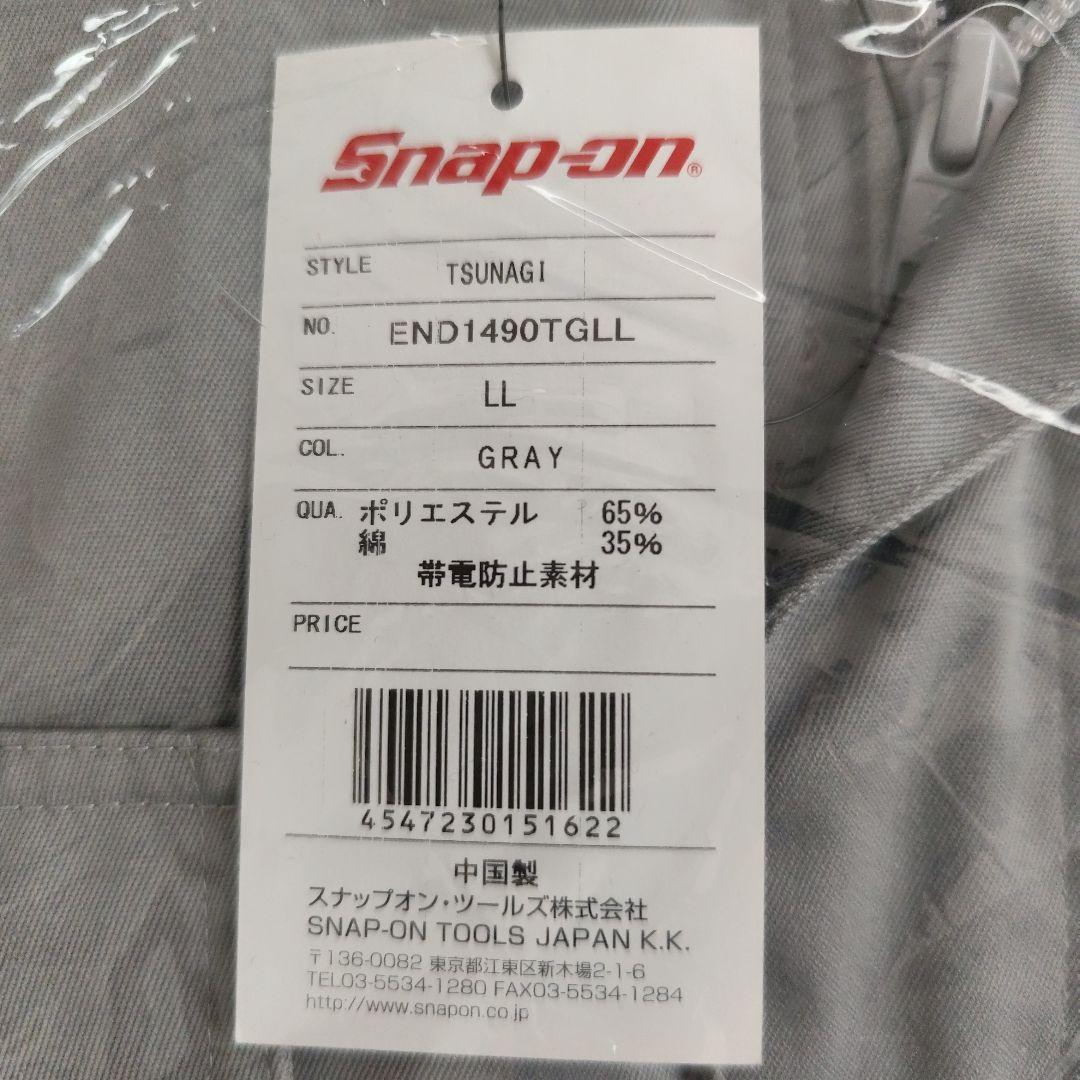 Snap-on®
STYLE TSUNAGI
NO. END1490TGLL
SIZE LL
COL. GRAY
QUA. ポリエステル 65%
綿 35%
帯電防止素材
PRICE
4547230151622
中国製
スナップオン・ツールズ株式会社
SNAP-ON TOOLS JAPAN K.K.
〒136-0082 東京都江東区新木場2-1-6
TEL03-5534-1280 FAX03-5534-1284
http://www.snapon.co.jp